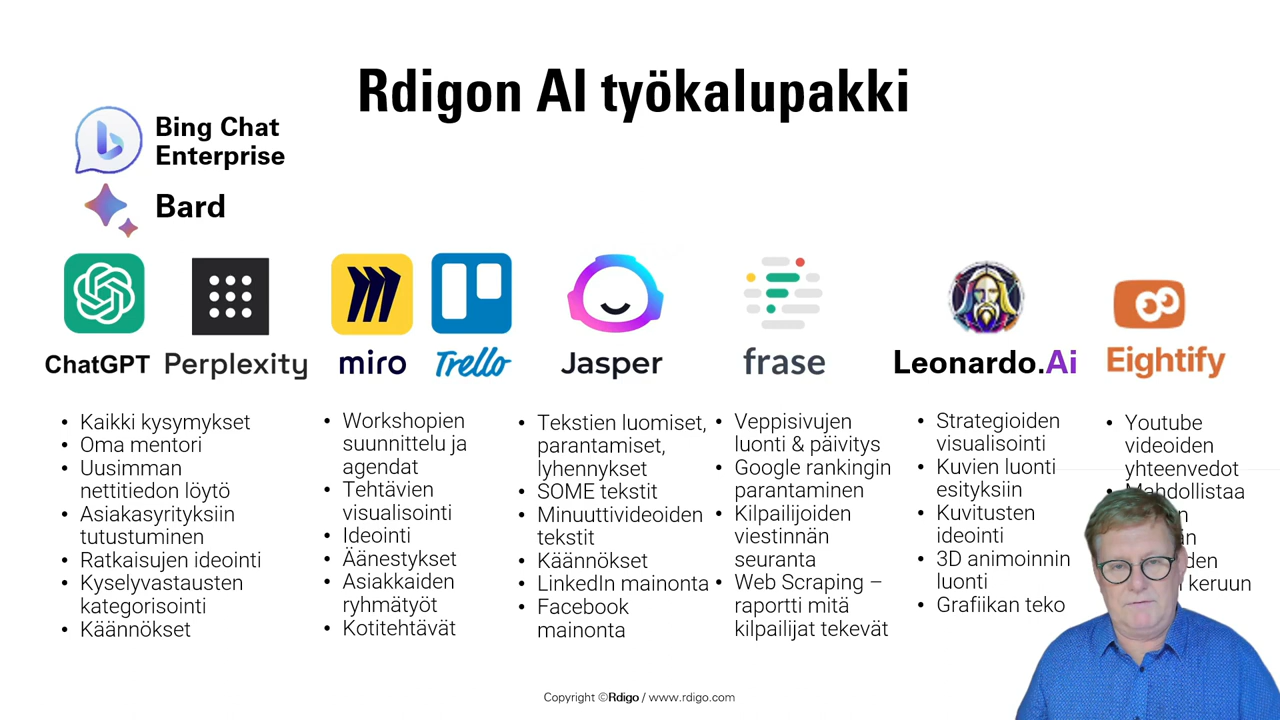 Rdigon AI työkalupakki
Bing Chat
Enterprise
Bard
ChatGPT
Perplexity
miro
Trello
Jasper
frase
Leonardo.Ai
Eightify
• Kaikki kysymykset
• Oma mentori
• Uusimman
nettitiedon löytö
• Asiakasyrityksiin
tutustuminen
• Ratkaisujen ideointi
• Kyselyvastausten
kategorisointi
• Käännökset
• Workshopien
suunnittelu ja
agendat
• Tehtävien
visualisointi
• Ideointi
• Äänestykset
• Asiakkaiden
ryhmätyöt
• Kotitehtävät
• Tekstien luomiset,
parantamiset,
lyhennykset
• SOME tekstit
• Minuuttivideoiden
tekstit
• Käännökset
• LinkedIn mainonta
• Facebook
mainonta
• Veppisivujen
luonti & päivitys
• Google rankingin
parantaminen
• Kilpailijoiden
viestinnän
seuranta
• Web Scraping –
raportti mitä
kilpailijat tekevät
• Strategioiden
visualisointi
• Kuvien luonti
esityksiin
• Kuvitusten
ideointi
• 3D animoinnin
luonti
• Grafiikan teko
• Youtube
videoiden
yhteenvedot
• Mahdollistaa
keruun
Copyright ©Rdigo / www.rdigo.com